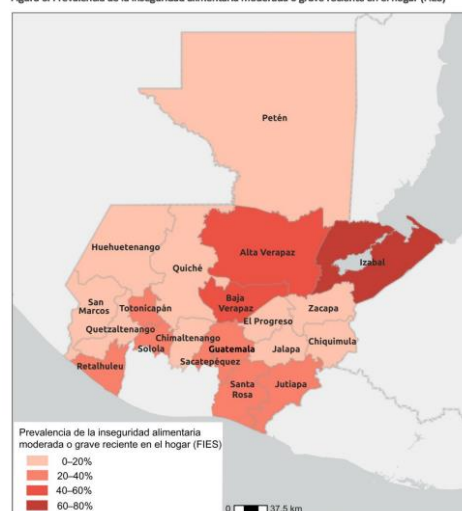 Petén
Huehuetenango
Quiché
Alta Verapaz
Izabal
San
Marcos
Totonicapán
Baja
Verapaz
El Progreso
Zacapa
Quetzaltenango
Chimaltenango
Sololá
Guatemala
Jalapa
Chiquimula
Retalhuleu
Sacatepéquez
Santa
Rosa
Jutiapa
Prevalencia de la inseguridad alimentaria
moderada o grave reciente en el hogar (FIES)
0–20%
20–40%
40–60%
60–80%
0 37.5 km